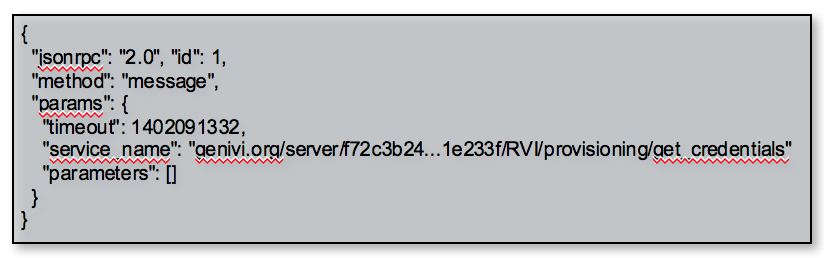 {
"jsonrpc": "2.0", "id": 1,
"method": "message",
"params": {
"timeout": 1402091332,
"service_name": "genivi.org/server/f72c3b24...1e233f/RVI/provisioning/get_credentials"
"parameters": []
}
}